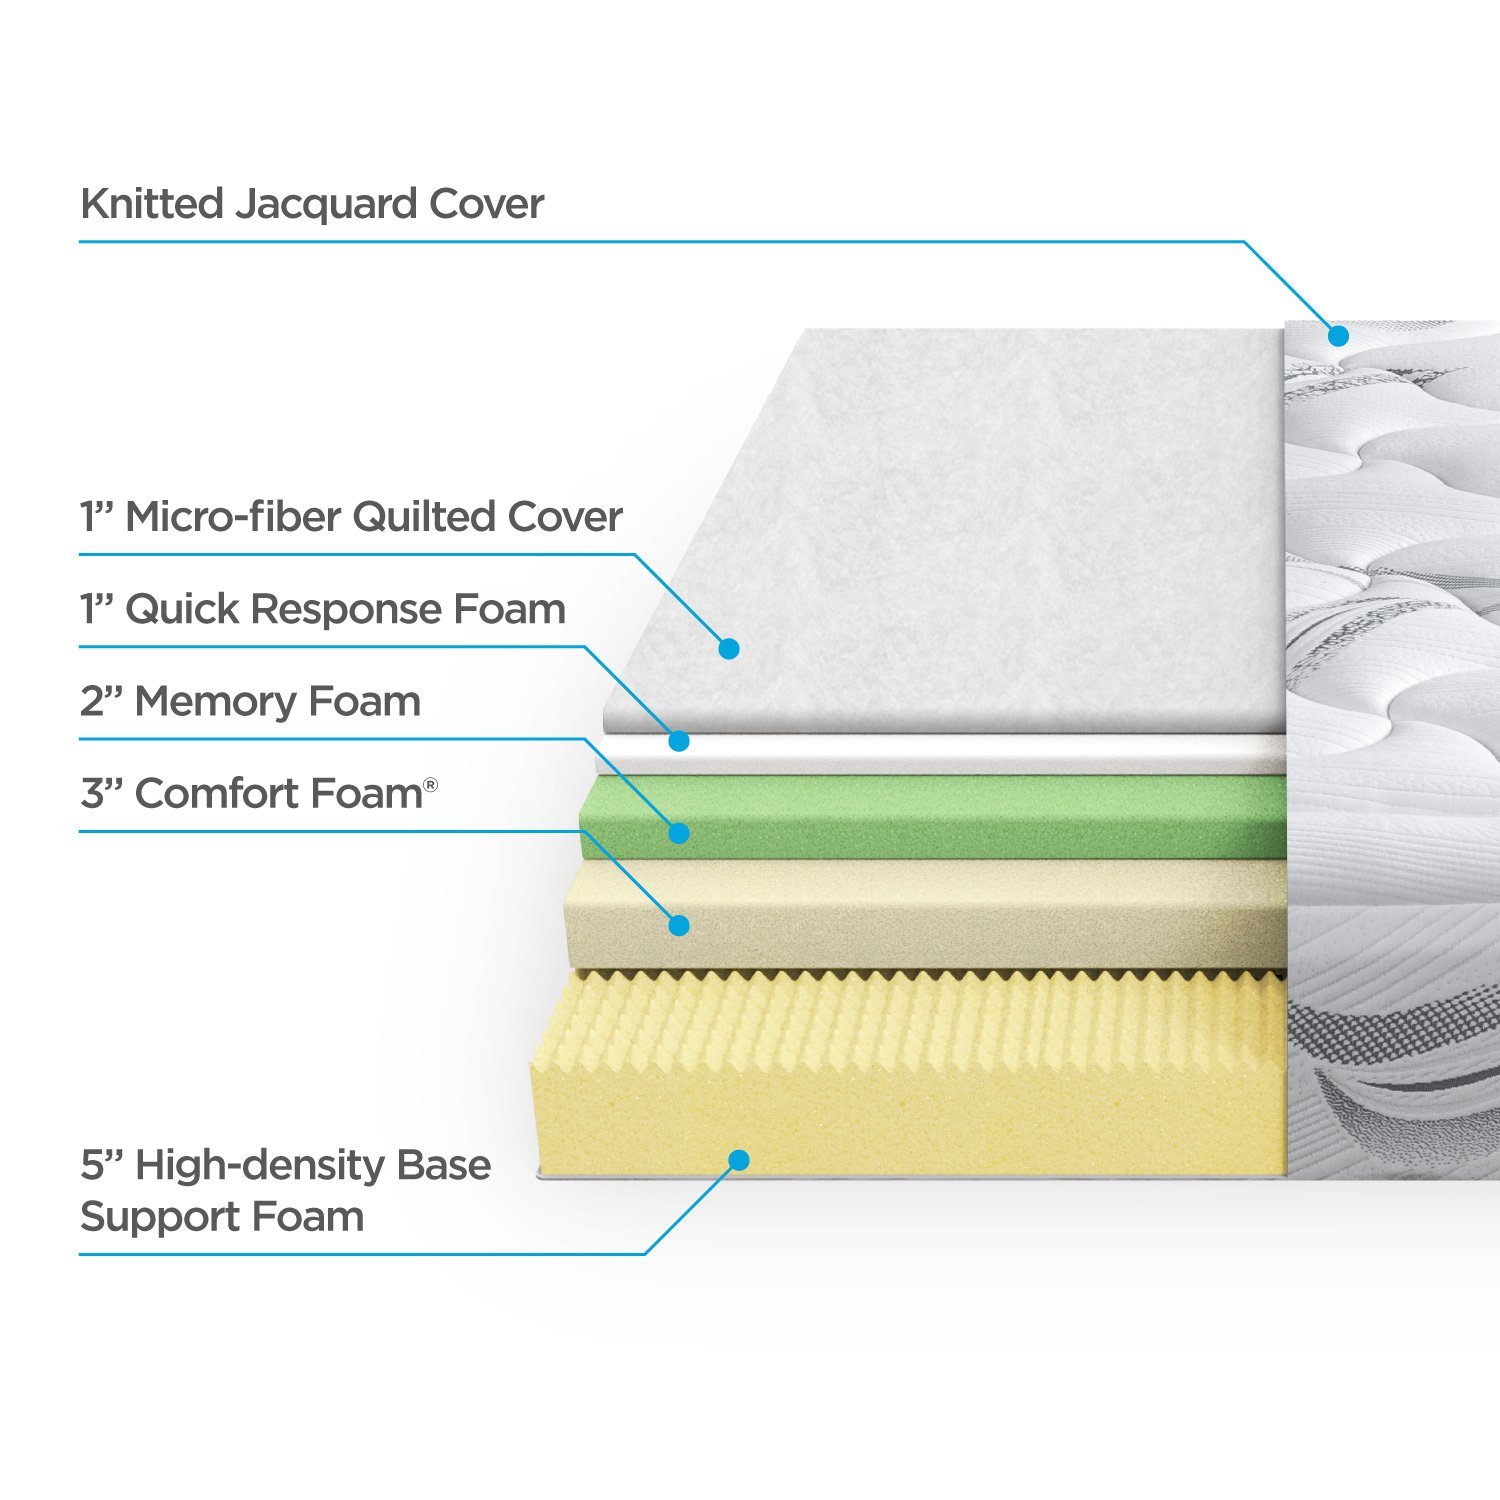 Knitted Jacquard Cover
1” Micro-fiber Quilted Cover
1” Quick Response Foam
2” Memory Foam
3” Comfort Foam®
5” High-density Base
Support Foam